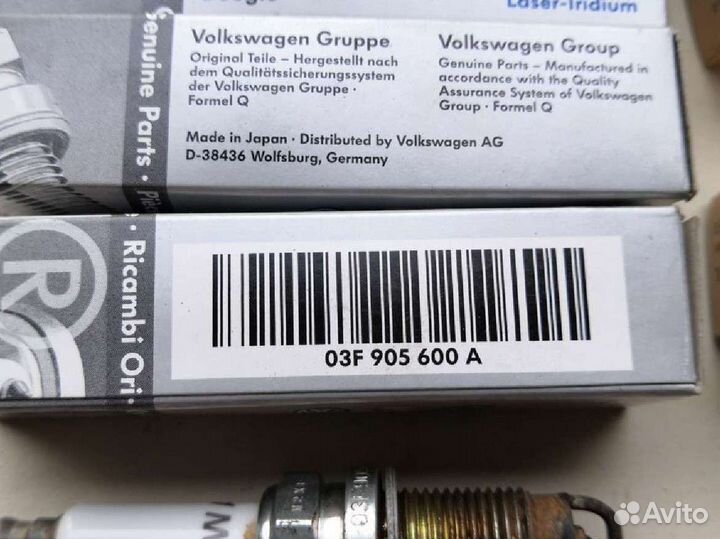 Laser-Iridium
Genuine Parts ·
Volkswagen Gruppe
Original Teile – Hergestellt nach
dem Qualitätssicherungssystem
der Volkswagen Gruppe ·
Formel Q
Volkswagen Group
Genuine Parts – Manufactured in
accordance with the Quality
Assurance System of Volkswagen
Group · Formel Q
Made in Japan · Distributed by Volkswagen AG
D-38436 Wolfsburg, Germany
· Ricambi Ori
R
03F 905 600 A
Avito